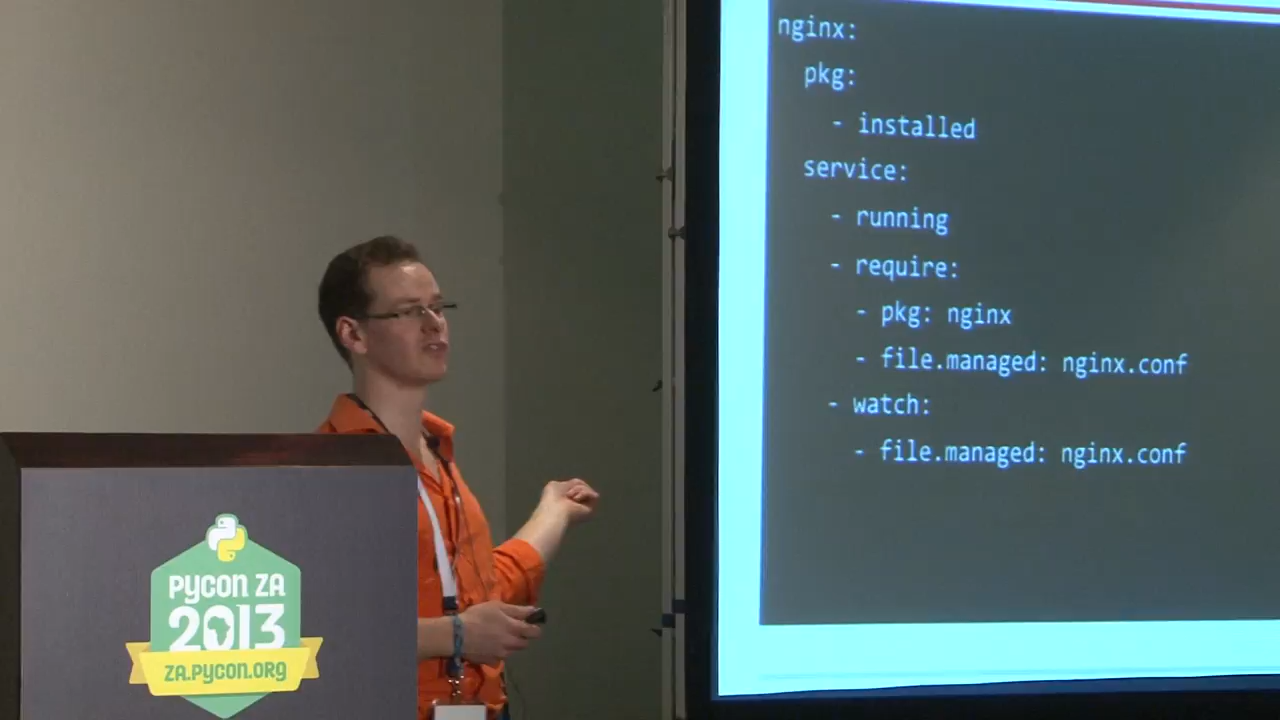 nginx:
pkg:
- installed
service:
- running
- require:
- pkg: nginx
- file.managed: nginx.conf
- watch:
- file.managed: nginx.conf
PYCON ZA
2013
ZA.PYCON.ORG